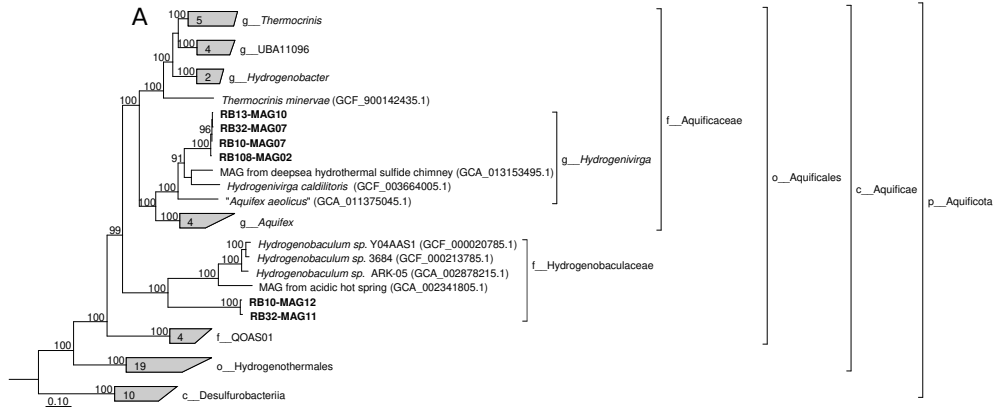 A
100 5 g__Thermocrinis
100
100 4 g__UBA11096
100
100 2 g__Hydrogenobacter
100
100 Thermocrinis minervae (GCF_900142435.1)
RB13-MAG10
96 RB32-MAG07
100 RB10-MAG07
91 RB108-MAG02
MAG from deepsea hydrothermal sulfide chimney (GCA_013153495.1)
Hydrogenivirga caldilitoris (GCF_003664005.1)
100 "Aquifex aeolicus" (GCA_011375045.1)
100
100 4 g__Aquifex
g__Hydrogenivirga
f__Aquificaceae
o__Aquificales
c__Aquificae
p__Aquificota
99
100 Hydrogenobaculum sp. Y04AAS1 (GCF_000020785.1)
100 Hydrogenobaculum sp. 3684 (GCF_000213785.1)
100 Hydrogenobaculum sp. ARK-05 (GCA_002878215.1)
100 MAG from acidic hot spring (GCA_002341805.1)
f__Hydrogenobaculaceae
100 RB10-MAG12
RB32-MAG11
100
100 4 f__QOAS01
100
100 19 o__Hydrogenothermales
100 10 c__Desulfurobacteriia
0.10